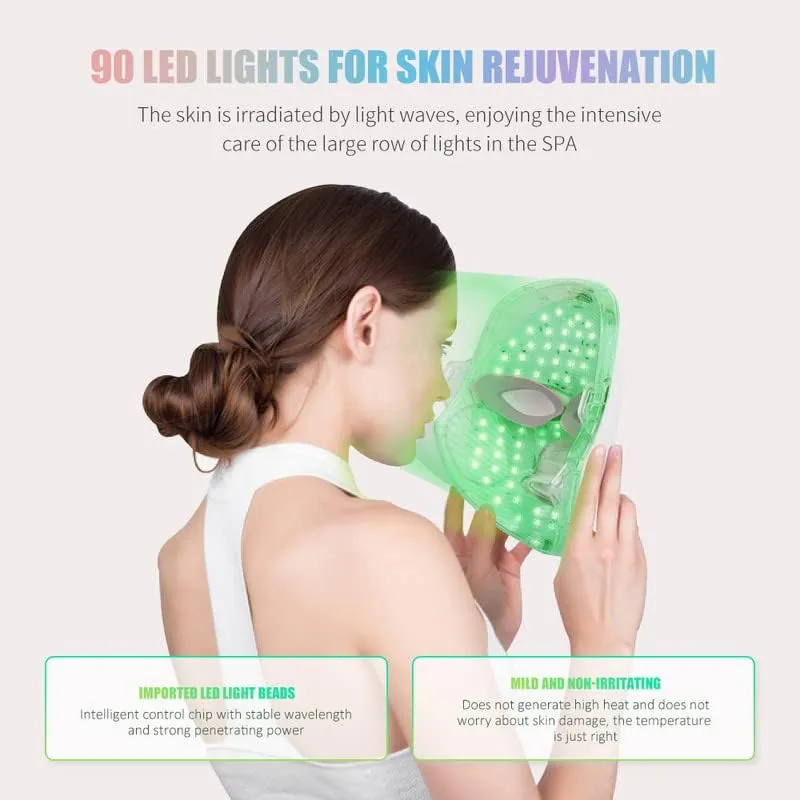 90 LED LIGHTS FOR SKIN REJUVENATION
The skin is irradiated by light waves, enjoying the intensive
care of the large row of lights in the SPA
IMPORTED LED LIGHT BEADS
Intelligent control chip with stable wavelength
and strong penetrating power
MILD AND NON-IRRITATING
Does not generate high heat and does not
worry about skin damage, the temperature
is just right